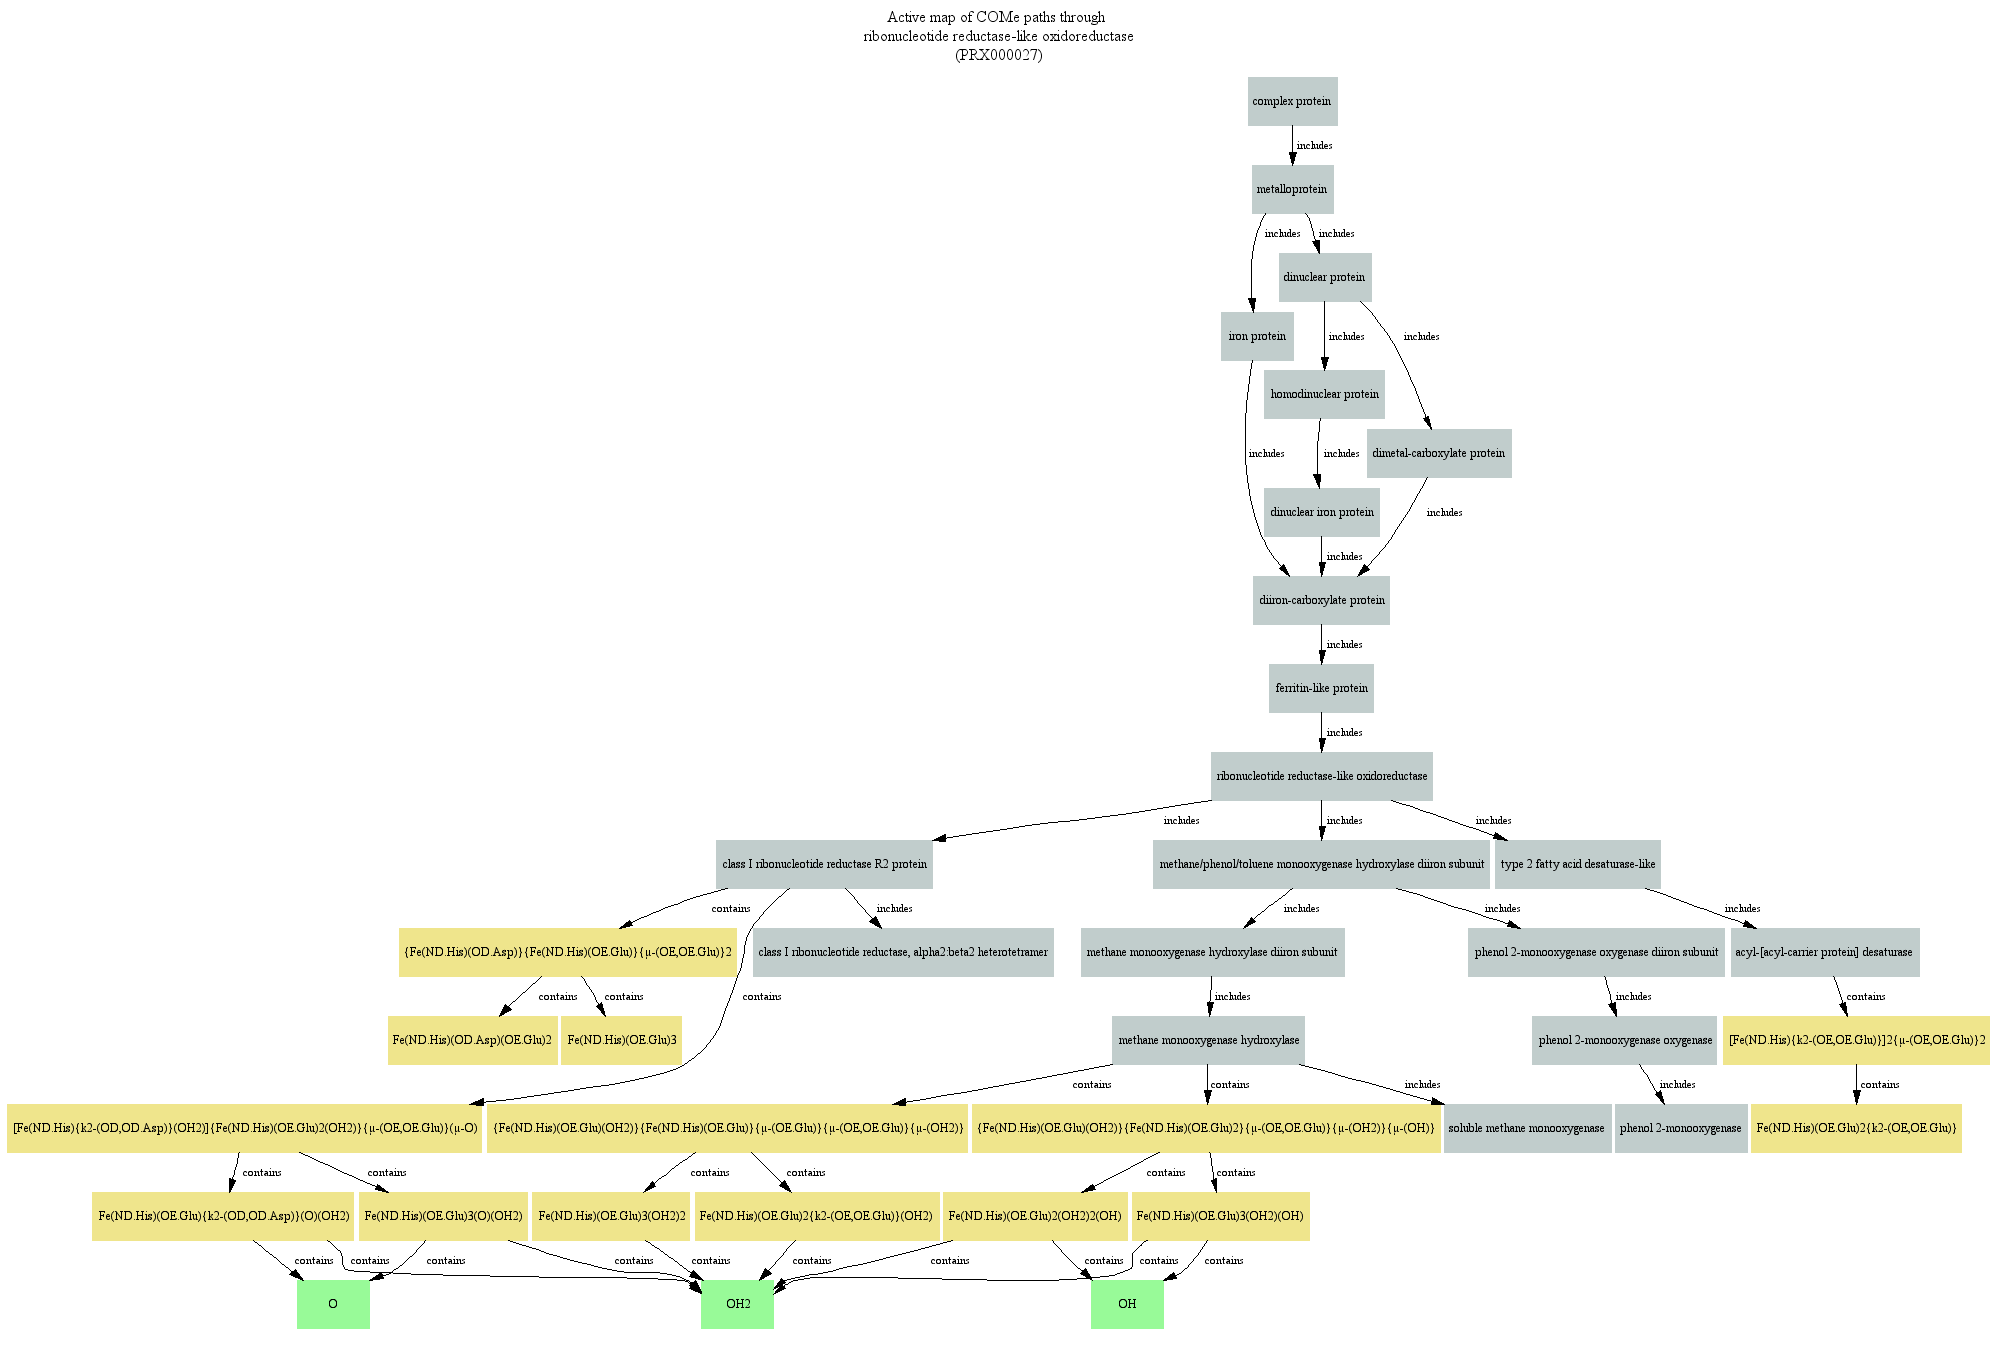 Active map of COMe paths through
ribonucleotide reductase-like oxidoreductase
(PRX000027)
complex protein
includes
metalloprotein
includes
includes
dinuclear protein
iron protein
includes
includes
homodinuclear protein
dimetal-carboxylate protein
includes
includes
dinuclear iron protein
includes
includes
diiron-carboxylate protein
includes
ferritin-like protein
includes
ribonucleotide reductase-like oxidoreductase
includes
includes
includes
class I ribonucleotide reductase R2 protein
methane/phenol/toluene monooxygenase hydroxylase diiron subunit
type 2 fatty acid desaturase-like
contains
includes
includes
includes
includes
{Fe(ND.His)(OD.Asp)}{Fe(ND.His)(OE.Glu)}{μ-(OE,OE.Glu)}2
class I ribonucleotide reductase, alpha2:beta2 heterotetramer
methane monooxygenase hydroxylase diiron subunit
phenol 2-monooxygenase oxygenase diiron subunit
acyl-[acyl-carrier protein] desaturase
contains
contains
contains
includes
includes
contains
Fe(ND.His)(OD.Asp)(OE.Glu)2
Fe(ND.His)(OE.Glu)3
methane monooxygenase hydroxylase
phenol 2-monooxygenase oxygenase
[Fe(ND.His){k2-(OE,OE.Glu)}]2{μ-(OE,OE.Glu)}2
contains
contains
includes
includes
contains
[Fe(ND.His){k2-(OD,OD.Asp)}(OH2)]{Fe(ND.His)(OE.Glu)2(OH2)}{μ-(OE,OE.Glu)}(μ-O)
{Fe(ND.His)(OE.Glu)(OH2)}{Fe(ND.His)(OE.Glu)}{μ-(OE.Glu)}{μ-(OE,OE.Glu)}{μ-(OH2)}
{Fe(ND.His)(OE.Glu)(OH2)}{Fe(ND.His)(OE.Glu)2}{μ-(OE,OE.Glu)}{μ-(OH2)}{μ-(OH)}
soluble methane monooxygenase
phenol 2-monooxygenase
Fe(ND.His)(OE.Glu)2{k2-(OE,OE.Glu)}
contains
contains
contains
contains
contains
contains
Fe(ND.His)(OE.Glu){k2-(OD,OD.Asp)}(O)(OH2)
Fe(ND.His)(OE.Glu)3(O)(OH2)
Fe(ND.His)(OE.Glu)3(OH2)2
Fe(ND.His)(OE.Glu)2{k2-(OE,OE.Glu)}(OH2)
Fe(ND.His)(OE.Glu)2(OH2)2(OH)
Fe(ND.His)(OE.Glu)3(OH2)(OH)
contains
contains
contains
contains
contains
contains
contains
contains
contains
contains
O
OH2
OH